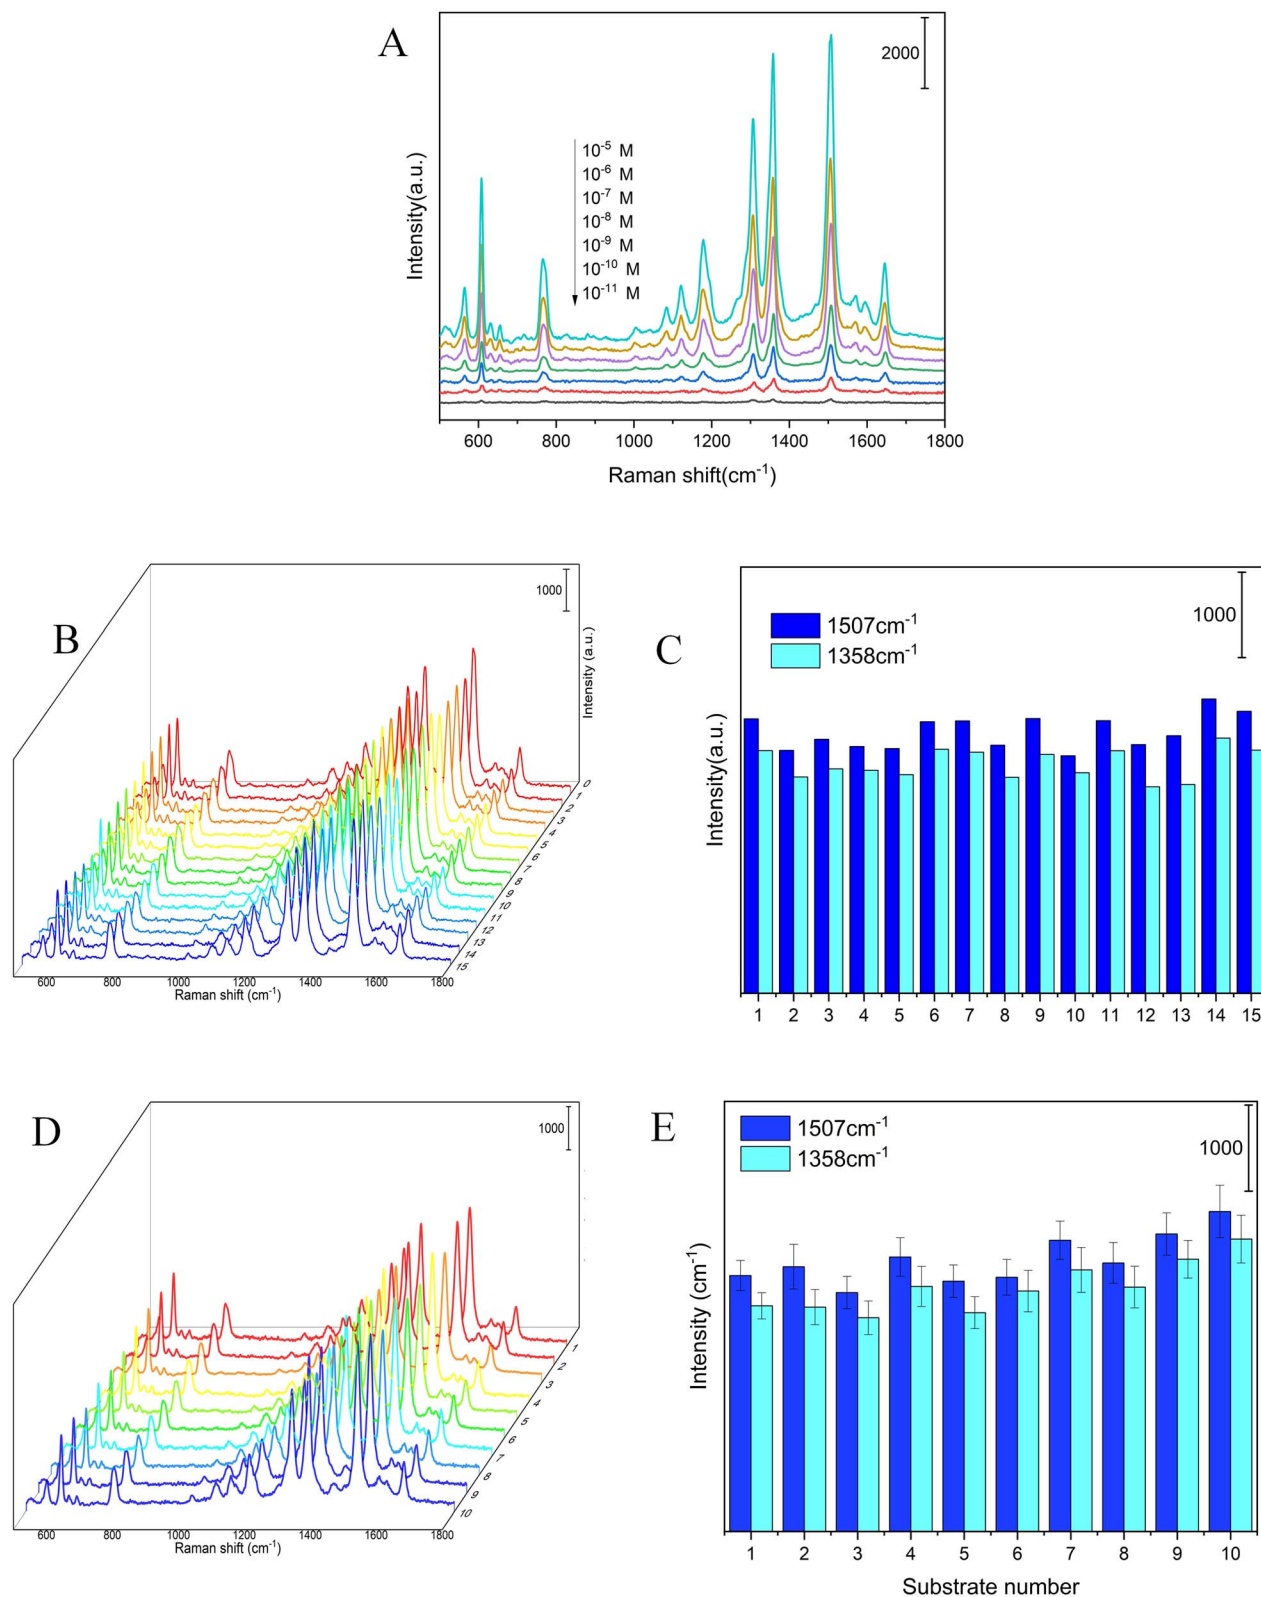 A
2000
10⁻⁵ M
10⁻⁶ M
10⁻⁷ M
10⁻⁸ M
10⁻⁹ M
10⁻¹⁰ M
10⁻¹¹ M
Intensity(a.u.)
600 800 1000 1200 1400 1600 1800
Raman shift(cm⁻¹)
B
1000
Intensity (a.u.)
0
1
2
3
4
5
6
7
8
9
10
11
12
13
14
15
600 800 1000 1200 1400 1600 1800
Raman shift (cm⁻¹)
C
1000
1507cm⁻¹
1358cm⁻¹
Intensity(a.u.)
1 2 3 4 5 6 7 8 9 10 11 12 13 14 15
D
1000
1
2
3
4
5
6
7
8
9
10
600 800 1000 1200 1400 1600 1800
Raman shift (cm⁻¹)
E
1000
1507cm⁻¹
1358cm⁻¹
Intensity (cm⁻¹)
1 2 3 4 5 6 7 8 9 10
Substrate number